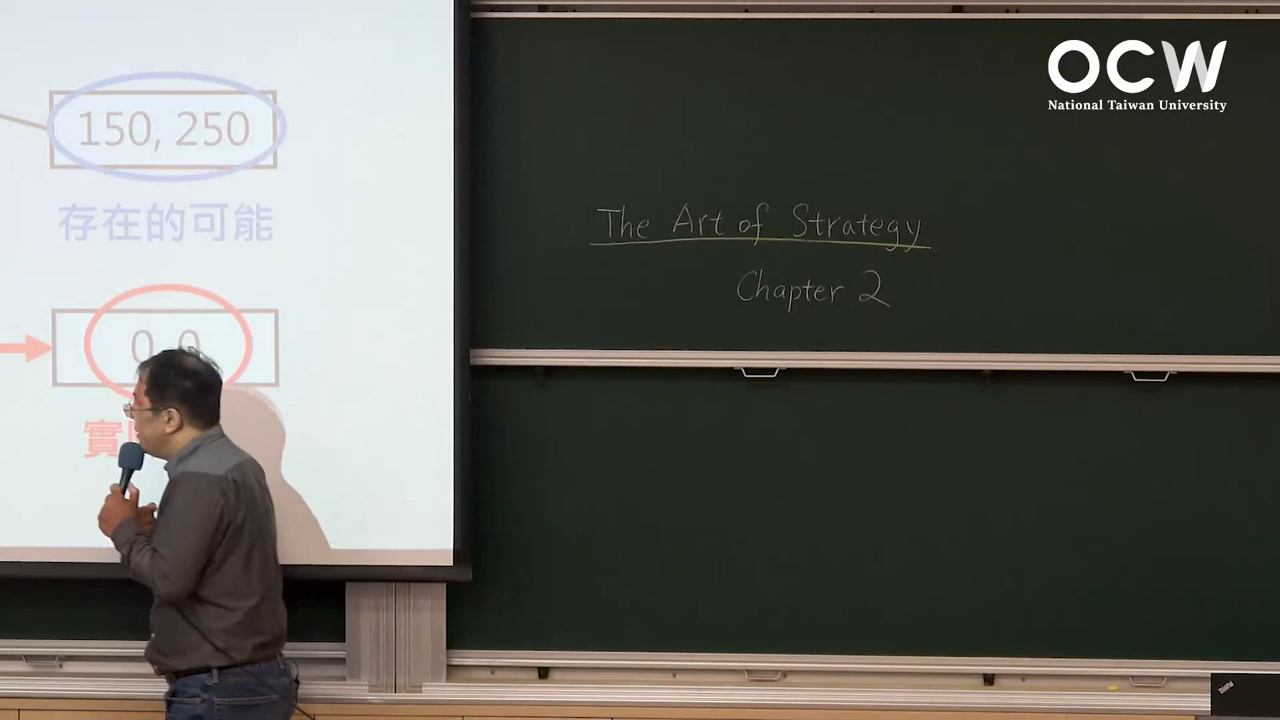 150, 250
存在的可能
0, 0
The Art of Strategy
Chapter 2
OCW
National Taiwan University
ThinkPad